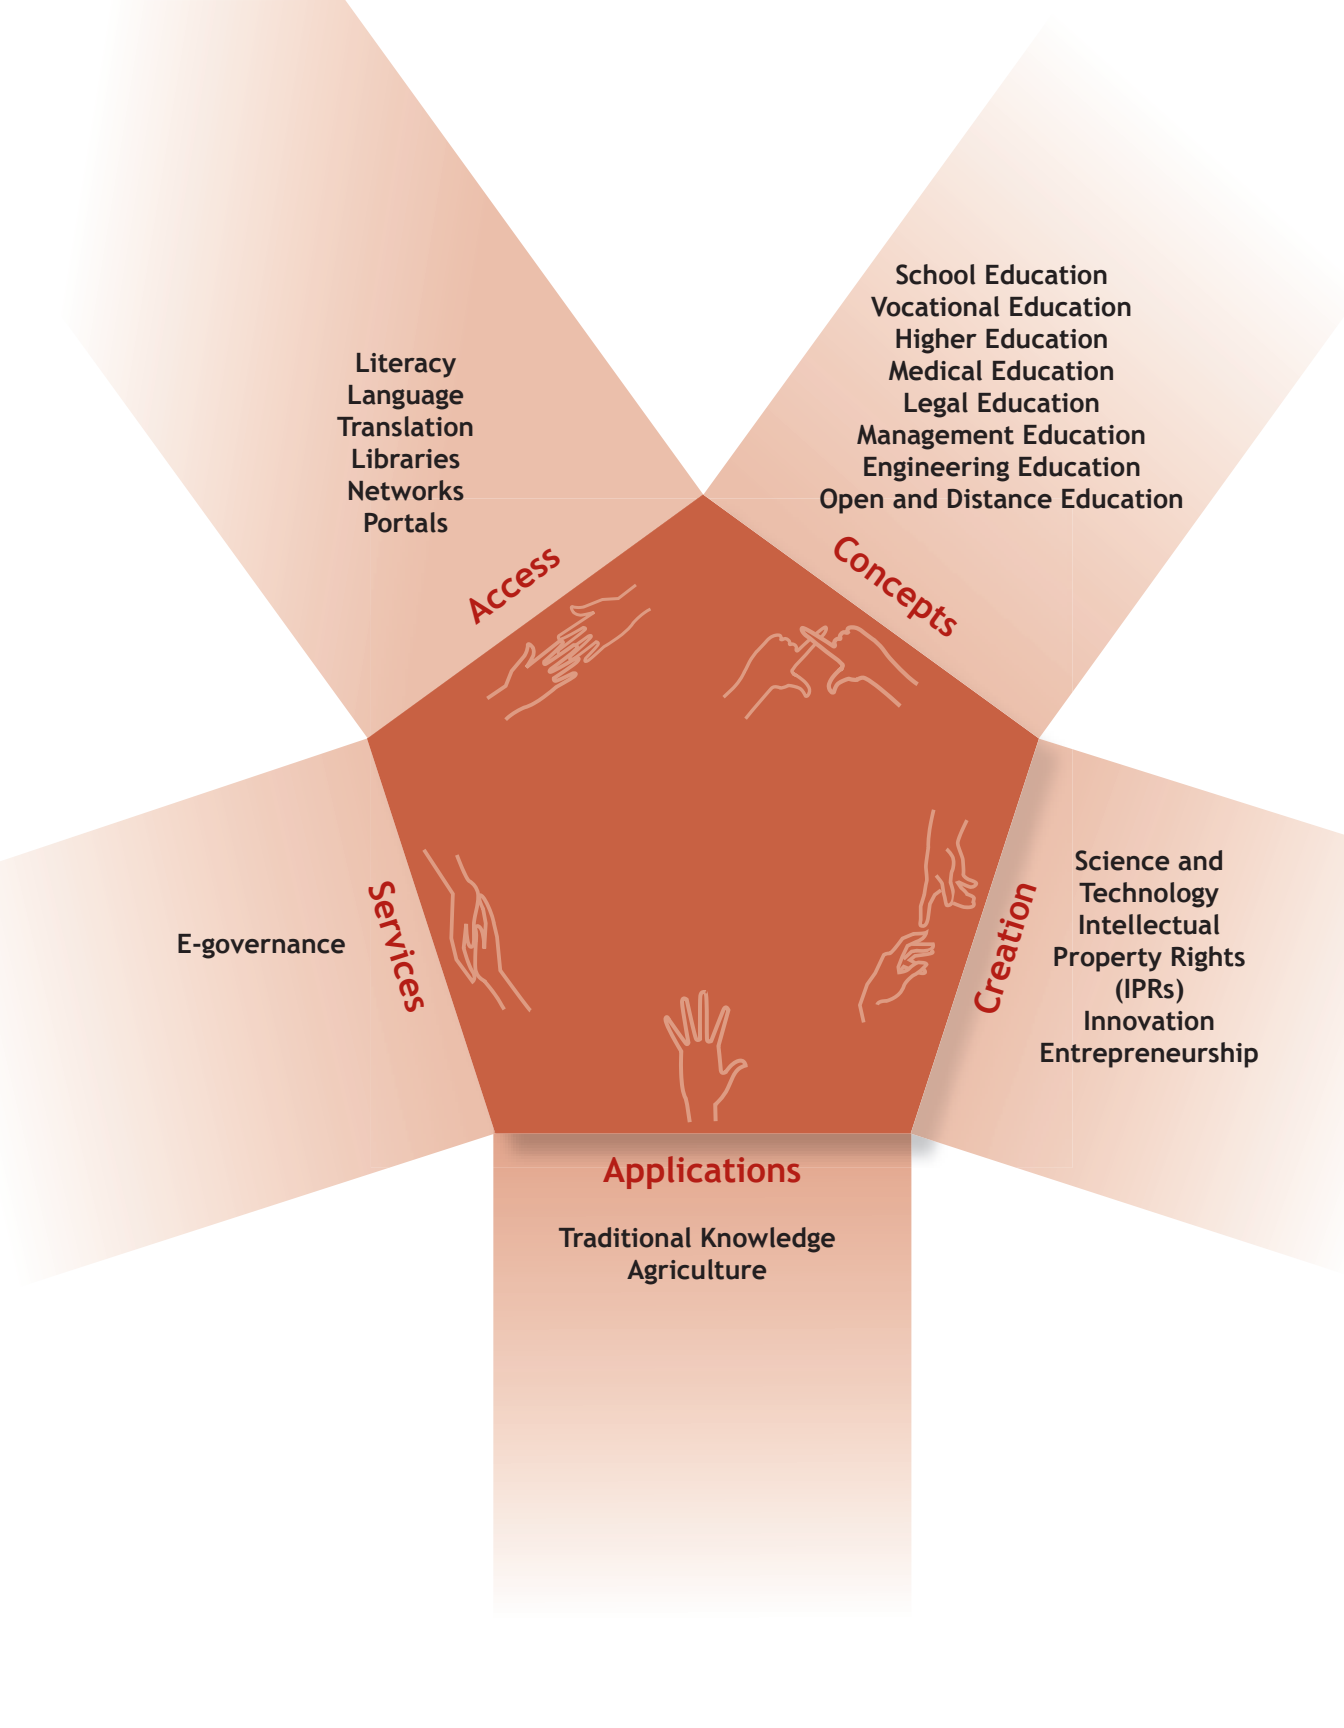 Literacy
Language
Translation
Libraries
Networks
Portals
Access
School Education
Vocational Education
Higher Education
Medical Education
Legal Education
Management Education
Engineering Education
Open and Distance Education
Concepts
Science and
Technology
Intellectual
Property Rights
(IPRs)
Innovation
Entrepreneurship
Creation
Applications
Traditional Knowledge
Agriculture
Services
E-governance